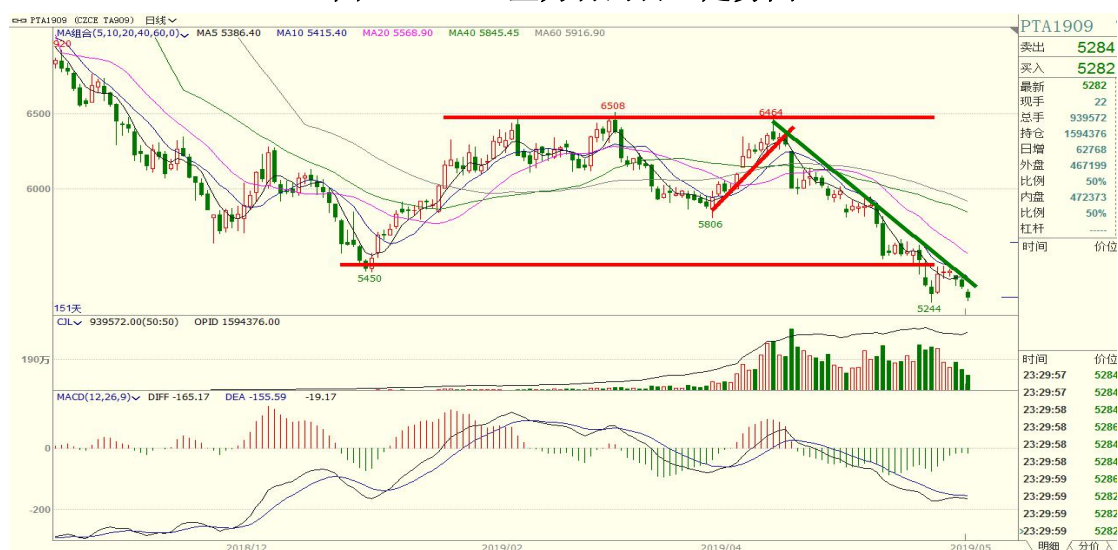 PTA1909 (CZCE TA909) 日线
MA组合(5,10,20,40,60,0) MA5 5386.40 MA10 5415.40 MA20 5568.90 MA40 5845.45 MA60 5916.90
6500
6000
6508
6464
5806
5450
5244
151天
CJL 939572.00(50:50) OPID 1594376.00
190万
MACD(12,26,9) DIFF -165.17 DEA -155.59 -19.17
0
-200
2018/12
2019/02
2019/04
2019/05
PTA1909
卖出 5284
买入 5282
最新 5282
现手 22
总手 939572
持仓 1594376
日增 62768
外盘 467199
比例 50%
内盘 472373
比例 50%
杠杆 -----
时间 价位
时间 价位
23:29:57 5284
23:29:57 5284
23:29:58 5284
23:29:58 5286
23:29:58 5284
23:29:59 5284
23:29:59 5286
23:29:59 5282
23:29:59 5282
23:29:59 5282
明细 分价